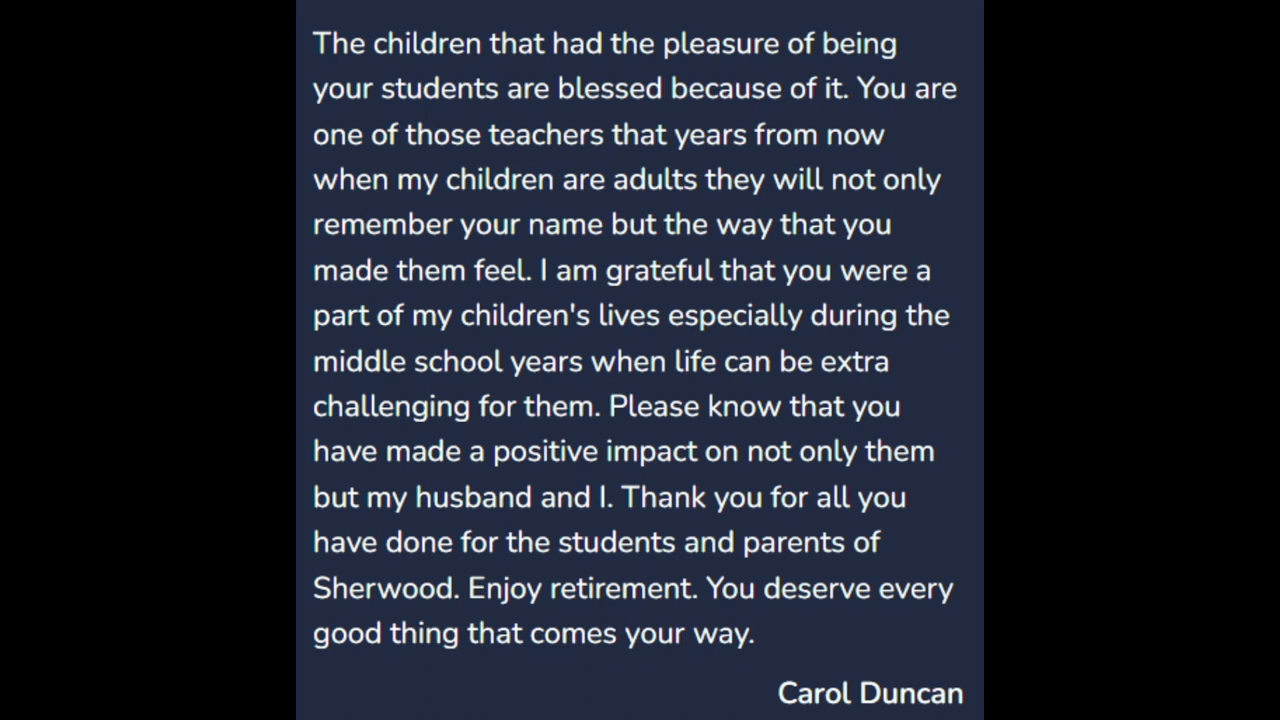 The children that had the pleasure of being
your students are blessed because of it. You are
one of those teachers that years from now
when my children are adults they will not only
remember your name but the way that you
made them feel. I am grateful that you were a
part of my children's lives especially during the
middle school years when life can be extra
challenging for them. Please know that you
have made a positive impact on not only them
but my husband and I. Thank you for all you
have done for the students and parents of
Sherwood. Enjoy retirement. You deserve every
good thing that comes your way.
Carol Duncan